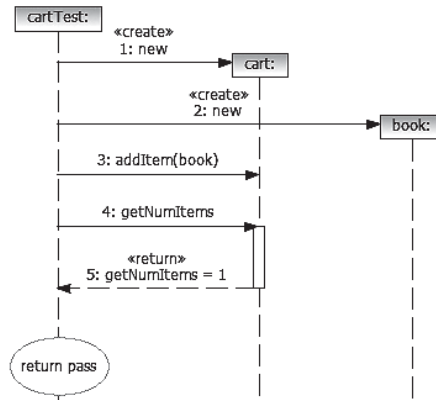 cartTest:
«create»
1: new
cart:
«create»
2: new
book:
3: addItem(book)
4: getNumItems
«return»
5: getNumItems = 1
return pass